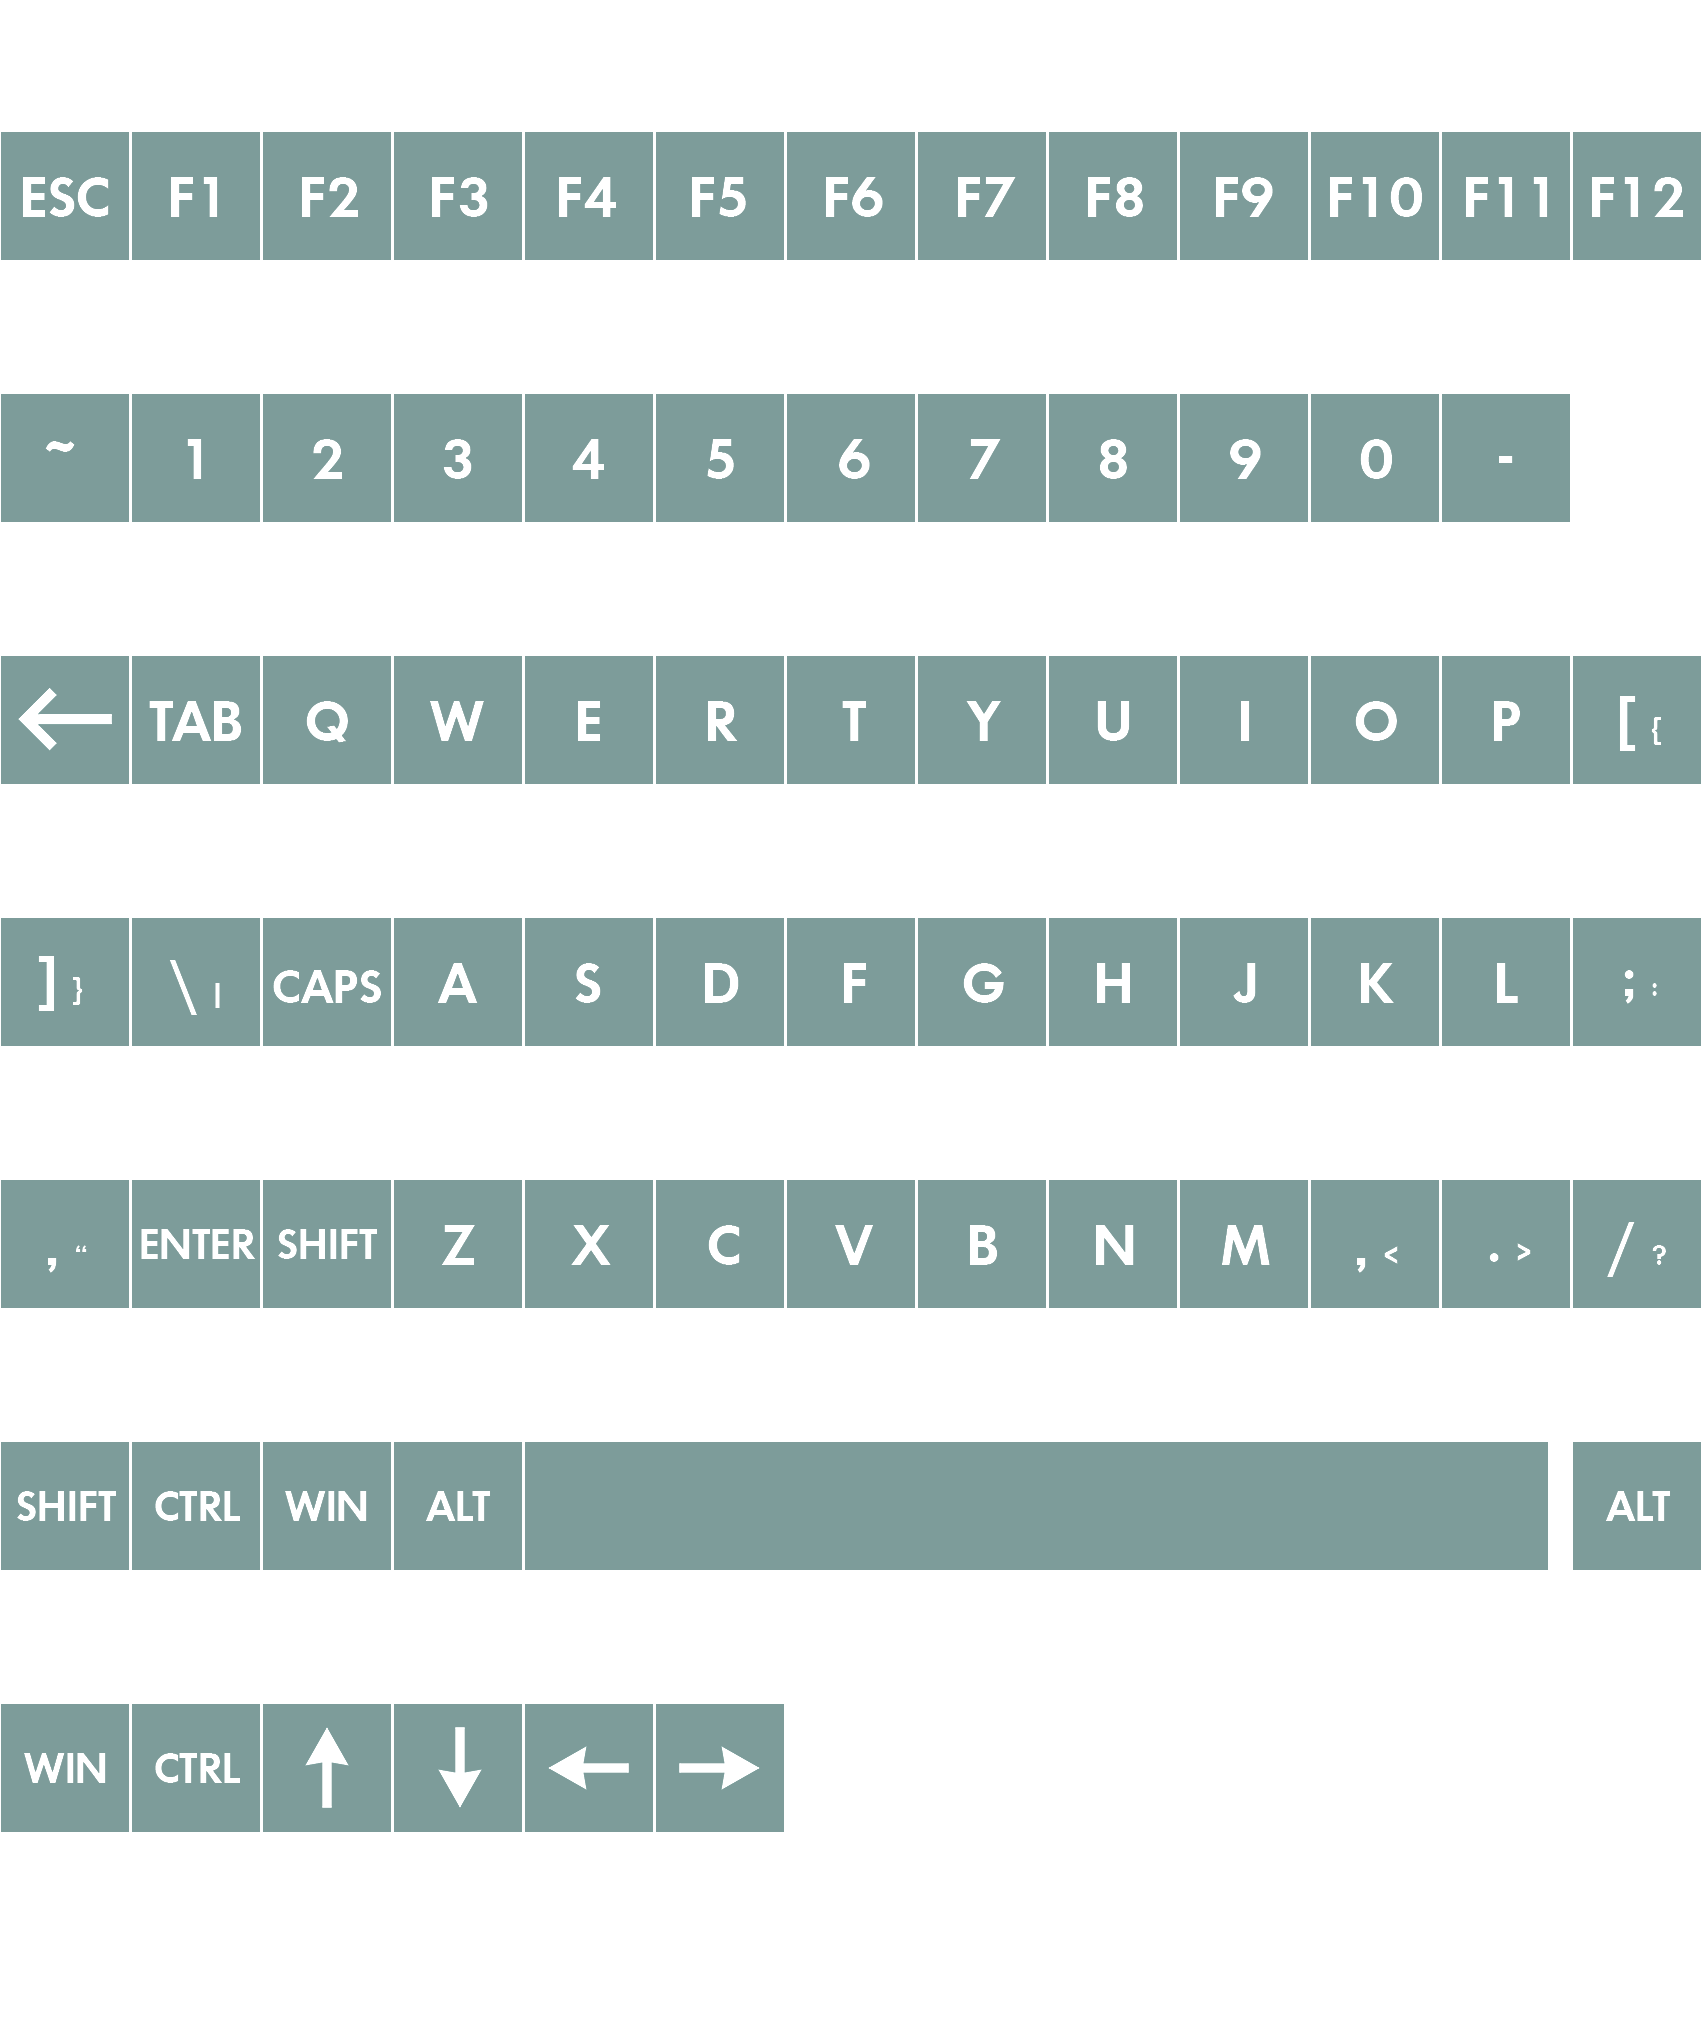 ESC F1 F2 F3 F4 F5 F6 F7 F8 F9 F10 F11 F12
~ 1 2 3 4 5 6 7 8 9 0 -
← TAB Q W E R T Y U I O P [ {
] } \ | CAPS A S D F G H J K L ; :
, “ ENTER SHIFT Z X C V B N M , < . > / ?
SHIFT CTRL WIN ALT ALT
WIN CTRL ↑ ↓ ← →